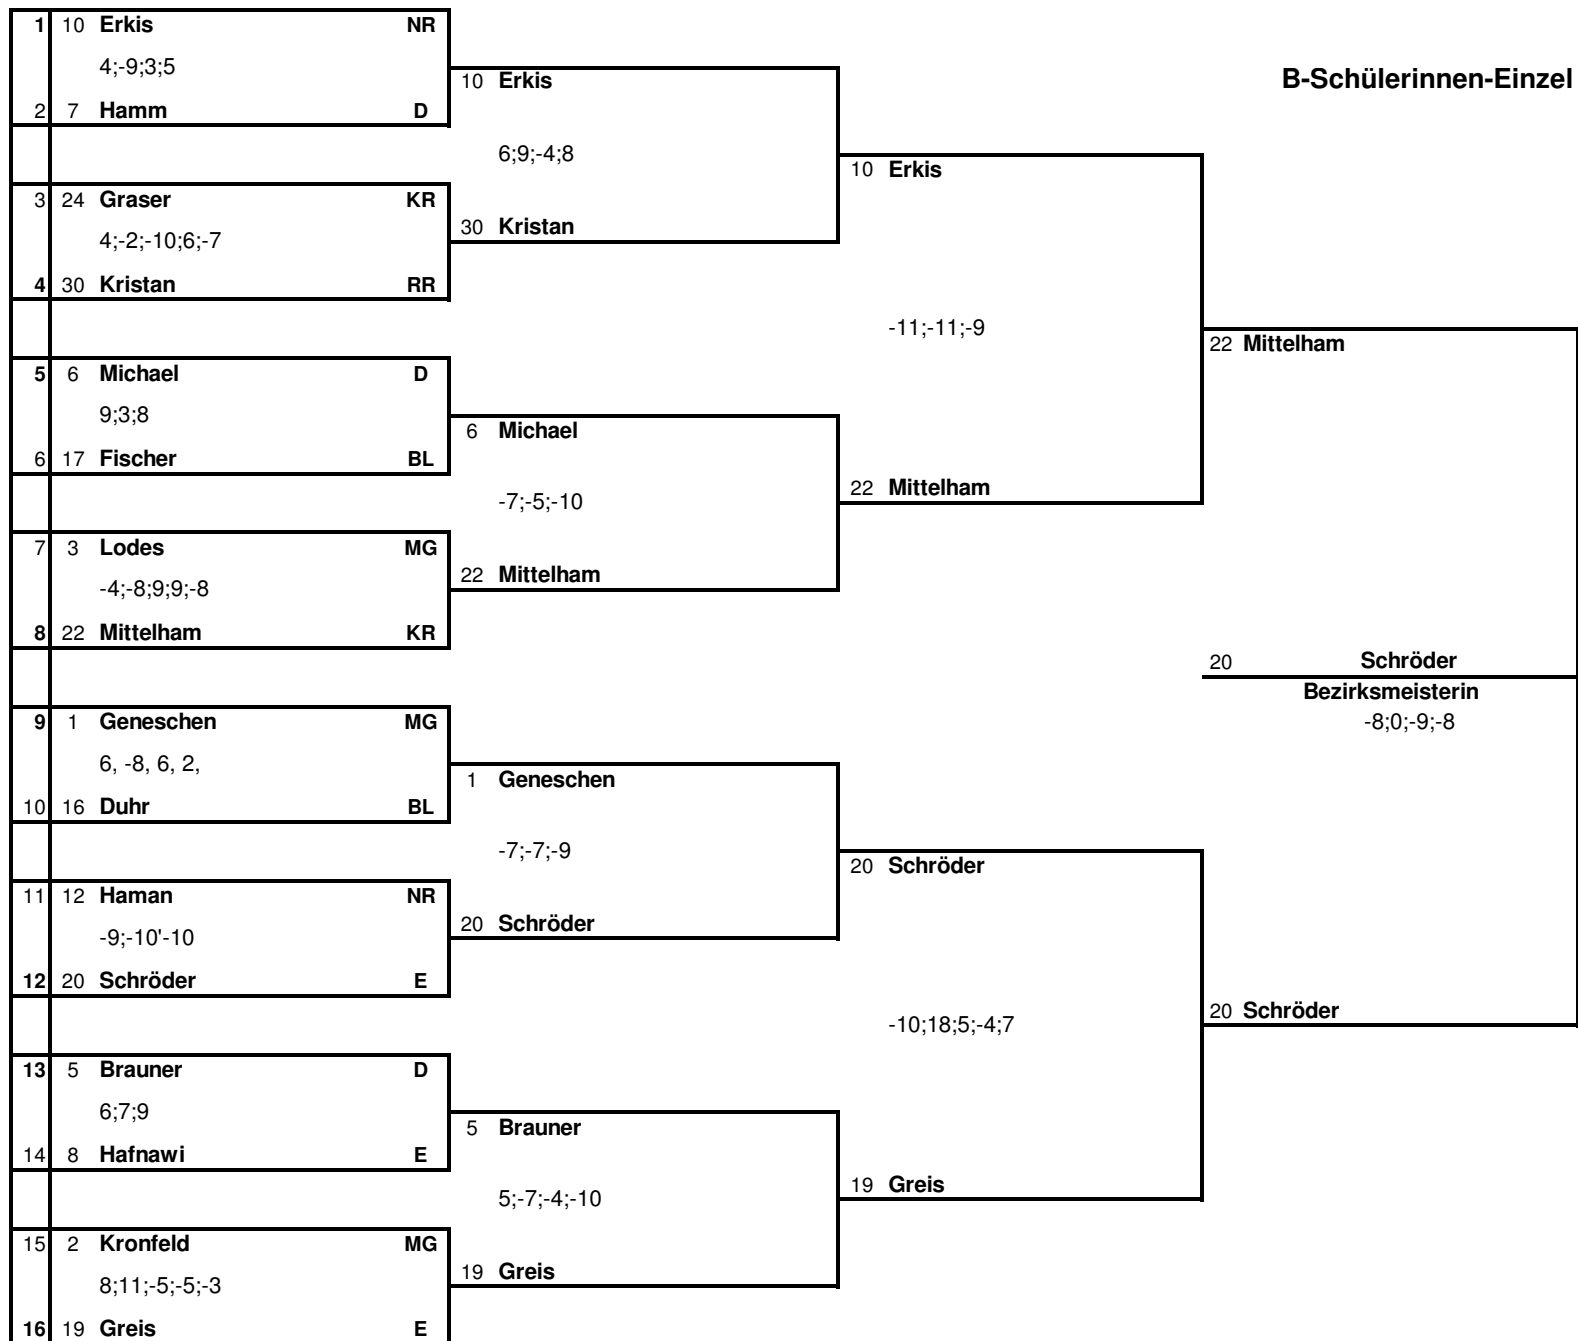 B-Schülerinnen-Einzel
1 10 Erkis NR
4;-9;3;5
2 7 Hamm D
3 24 Graser KR
4;-2;-10;6;-7
4 30 Kristan RR
5 6 Michael D
9;3;8
6 17 Fischer BL
7 3 Lodes MG
-4;-8;9;9;-8
8 22 Mittelham KR
9 1 Geneschen MG
6, -8, 6, 2,
10 16 Duhr BL
11 12 Haman NR
-9;-10'-10
12 20 Schröder E
13 5 Brauner D
6;7;9
14 8 Hafnawi E
15 2 Kronfeld MG
8;11;-5;-5;-3
16 19 Greis E
10 Erkis
6;9;-4;8
30 Kristan
6 Michael
-7;-5;-10
22 Mittelham
1 Geneschen
-7;-7;-9
20 Schröder
5 Brauner
5;-7;-4;-10
19 Greis
10 Erkis
-11;-11;-9
22 Mittelham
20 Schröder
-10;18;5;-4;7
19 Greis
22 Mittelham
20 Schröder
Bezirksmeisterin
-8;0;-9;-8
20 Schröder